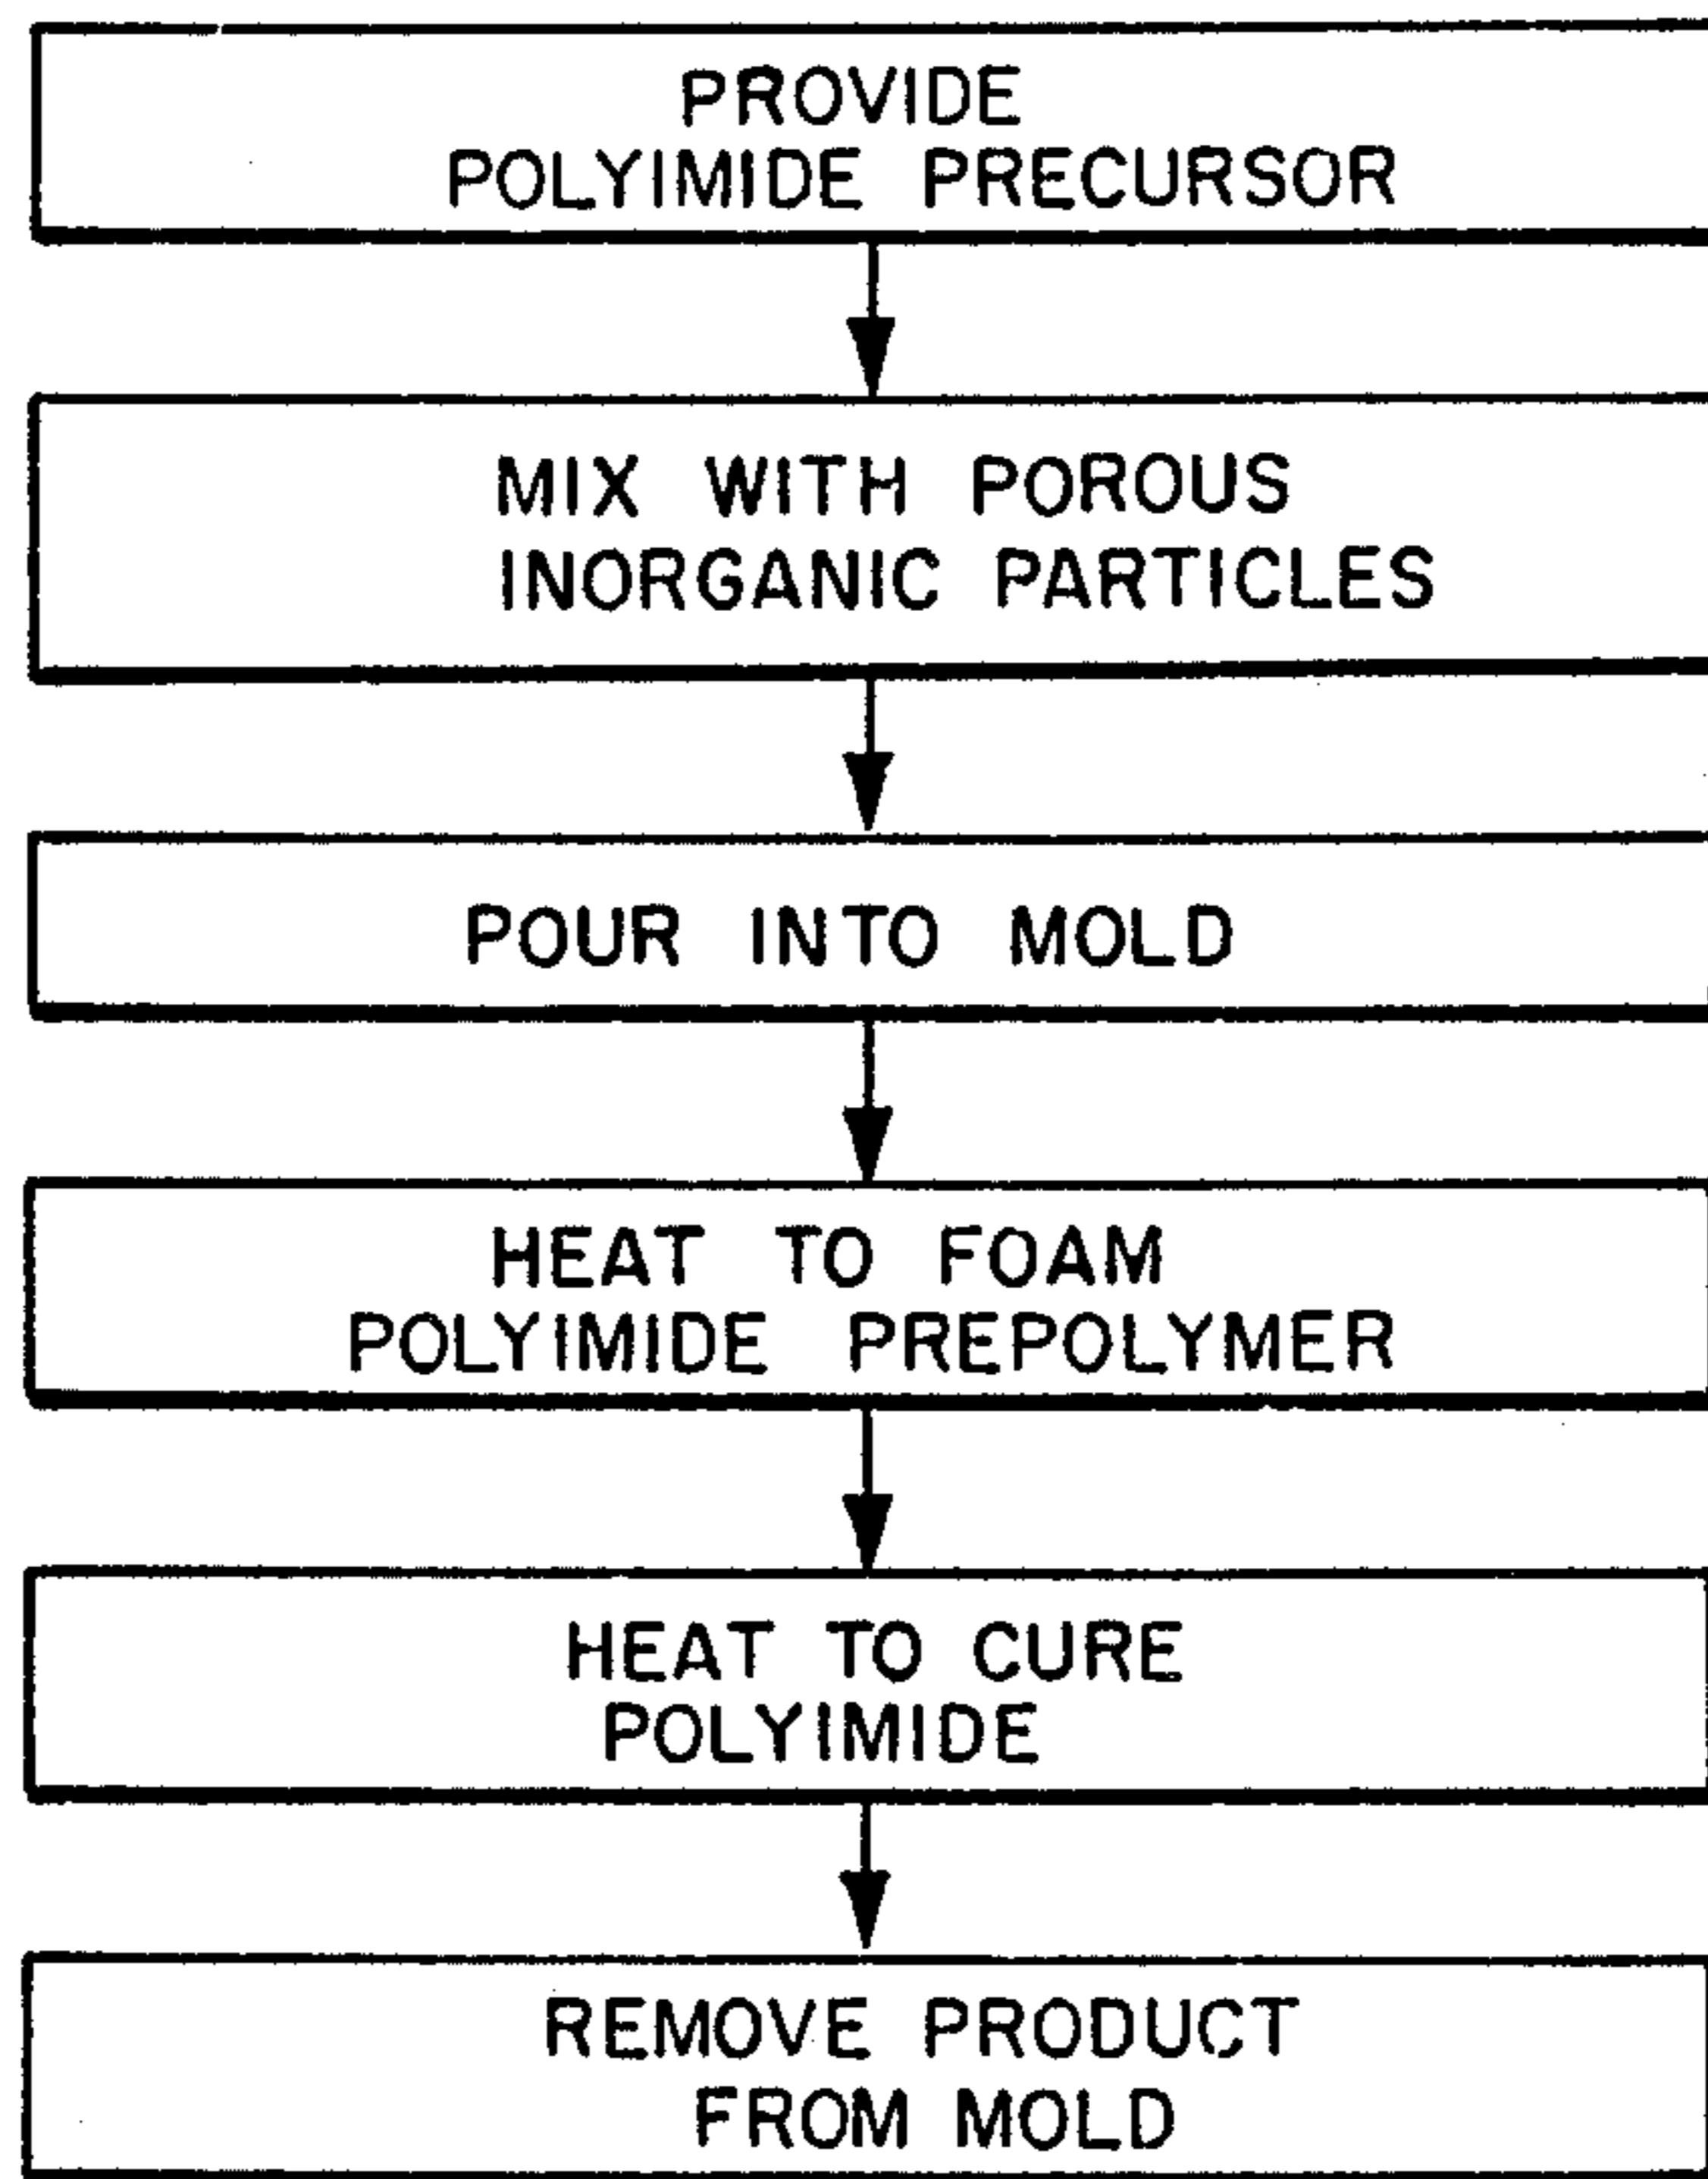 PROVIDE
POLYIMIDE PRECURSOR
MIX WITH POROUS
INORGANIC PARTICLES
POUR INTO MOLD
HEAT TO FOAM
POLYIMIDE PREPOLYMER
HEAT TO CURE
POLYIMIDE
REMOVE PRODUCT
FROM MOLD